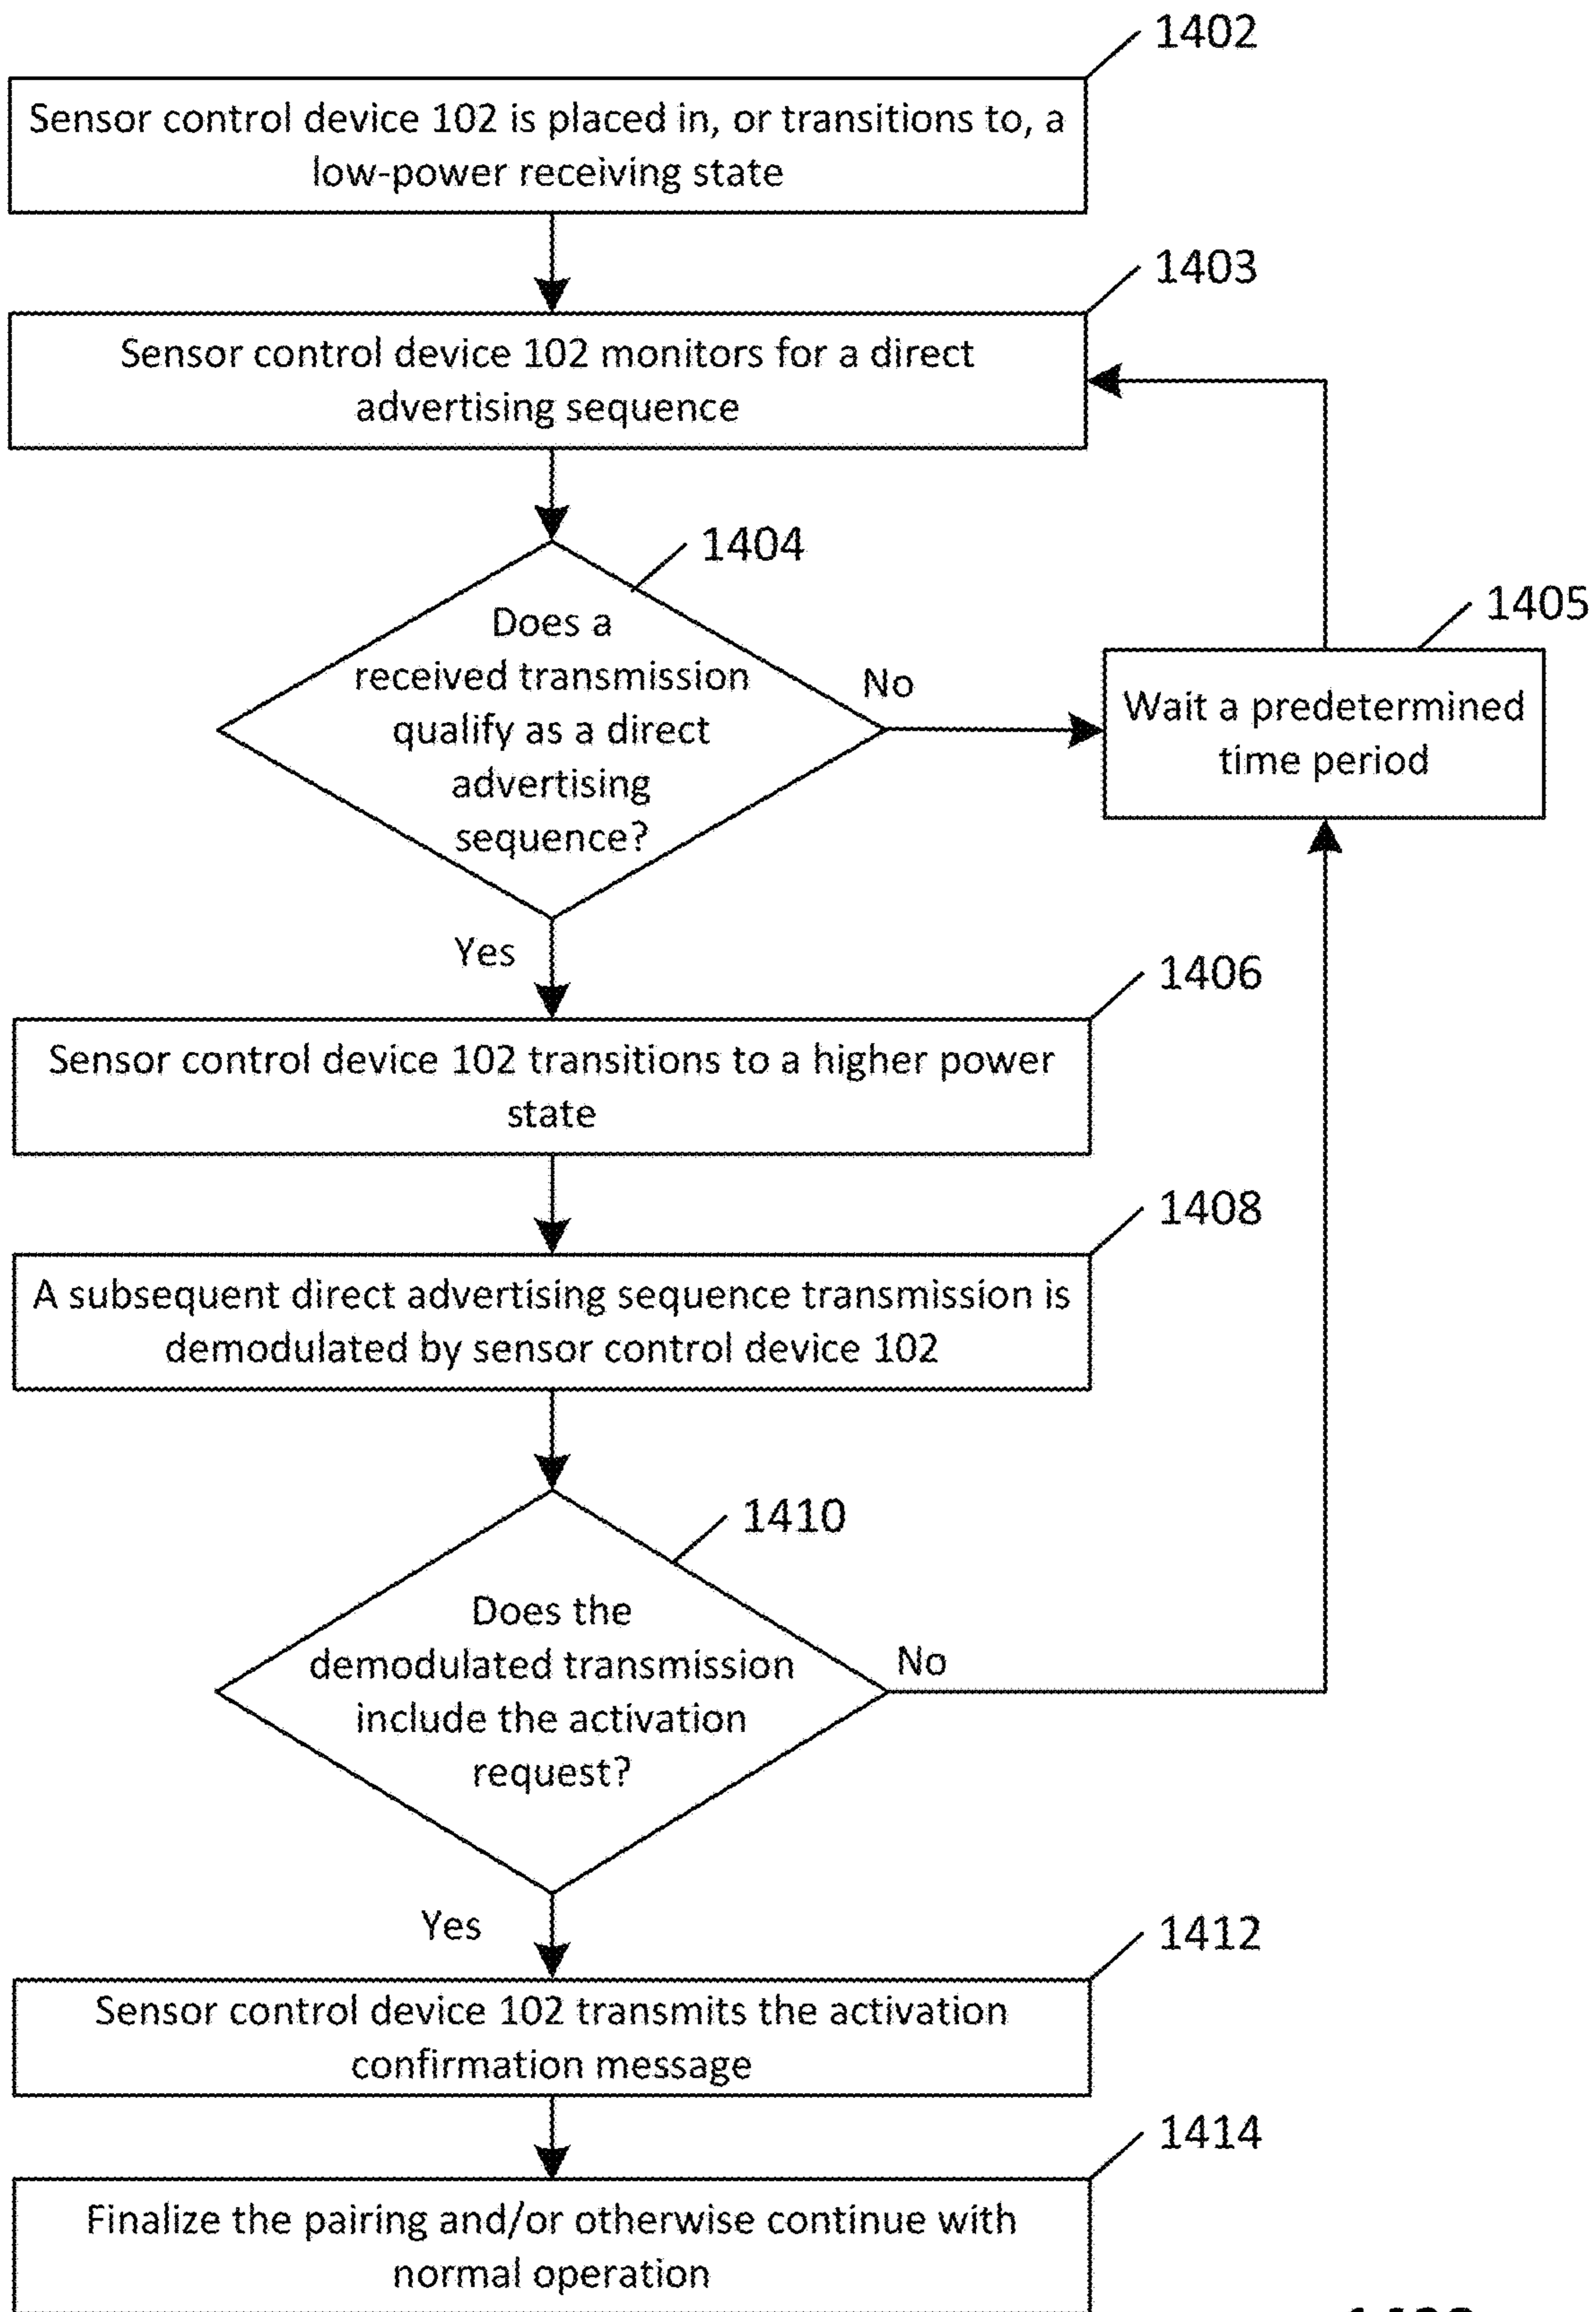 1402
Sensor control device 102 is placed in, or transitions to, a
low-power receiving state
1403
Sensor control device 102 monitors for a direct
advertising sequence
1404
Does a
received transmission
qualify as a direct
advertising
sequence?
No
1405
Wait a predetermined
time period
Yes
1406
Sensor control device 102 transitions to a higher power
state
1408
A subsequent direct advertising sequence transmission is
demodulated by sensor control device 102
1410
Does the
demodulated transmission
include the activation
request?
No
Yes
1412
Sensor control device 102 transmits the activation
confirmation message
1414
Finalize the pairing and/or otherwise continue with
normal operation